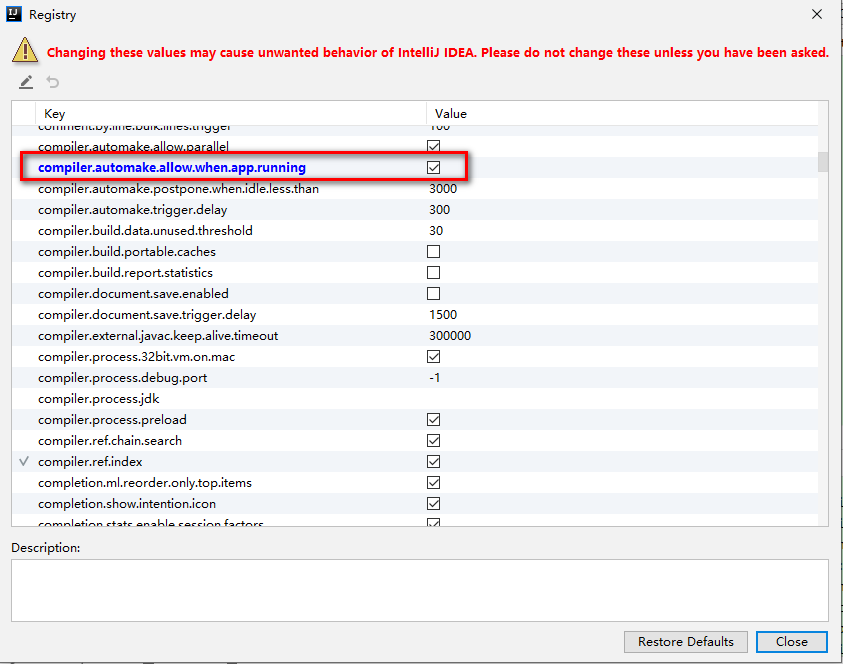 Registry
Changing these values may cause unwanted behavior of IntelliJ IDEA. Please do not change these unless you have been asked.
Key Value
comment.by.line.bulk.lines.trigger 100
compiler.automake.allow.parallel
compiler.automake.allow.when.app.running
compiler.automake.postpone.when.idle.less.than 3000
compiler.automake.trigger.delay 300
compiler.build.data.unused.threshold 30
compiler.build.portable.caches
compiler.build.report.statistics
compiler.document.save.enabled
compiler.document.save.trigger.delay 1500
compiler.external.javac.keep.alive.timeout 300000
compiler.process.32bit.vm.on.mac
compiler.process.debug.port -1
compiler.process.jdk
compiler.process.preload
compiler.ref.chain.search
compiler.ref.index
completion.ml.reorder.only.top.items
completion.show.intention.icon
completion.stats.enable.session.factors
Description:
Restore Defaults Close